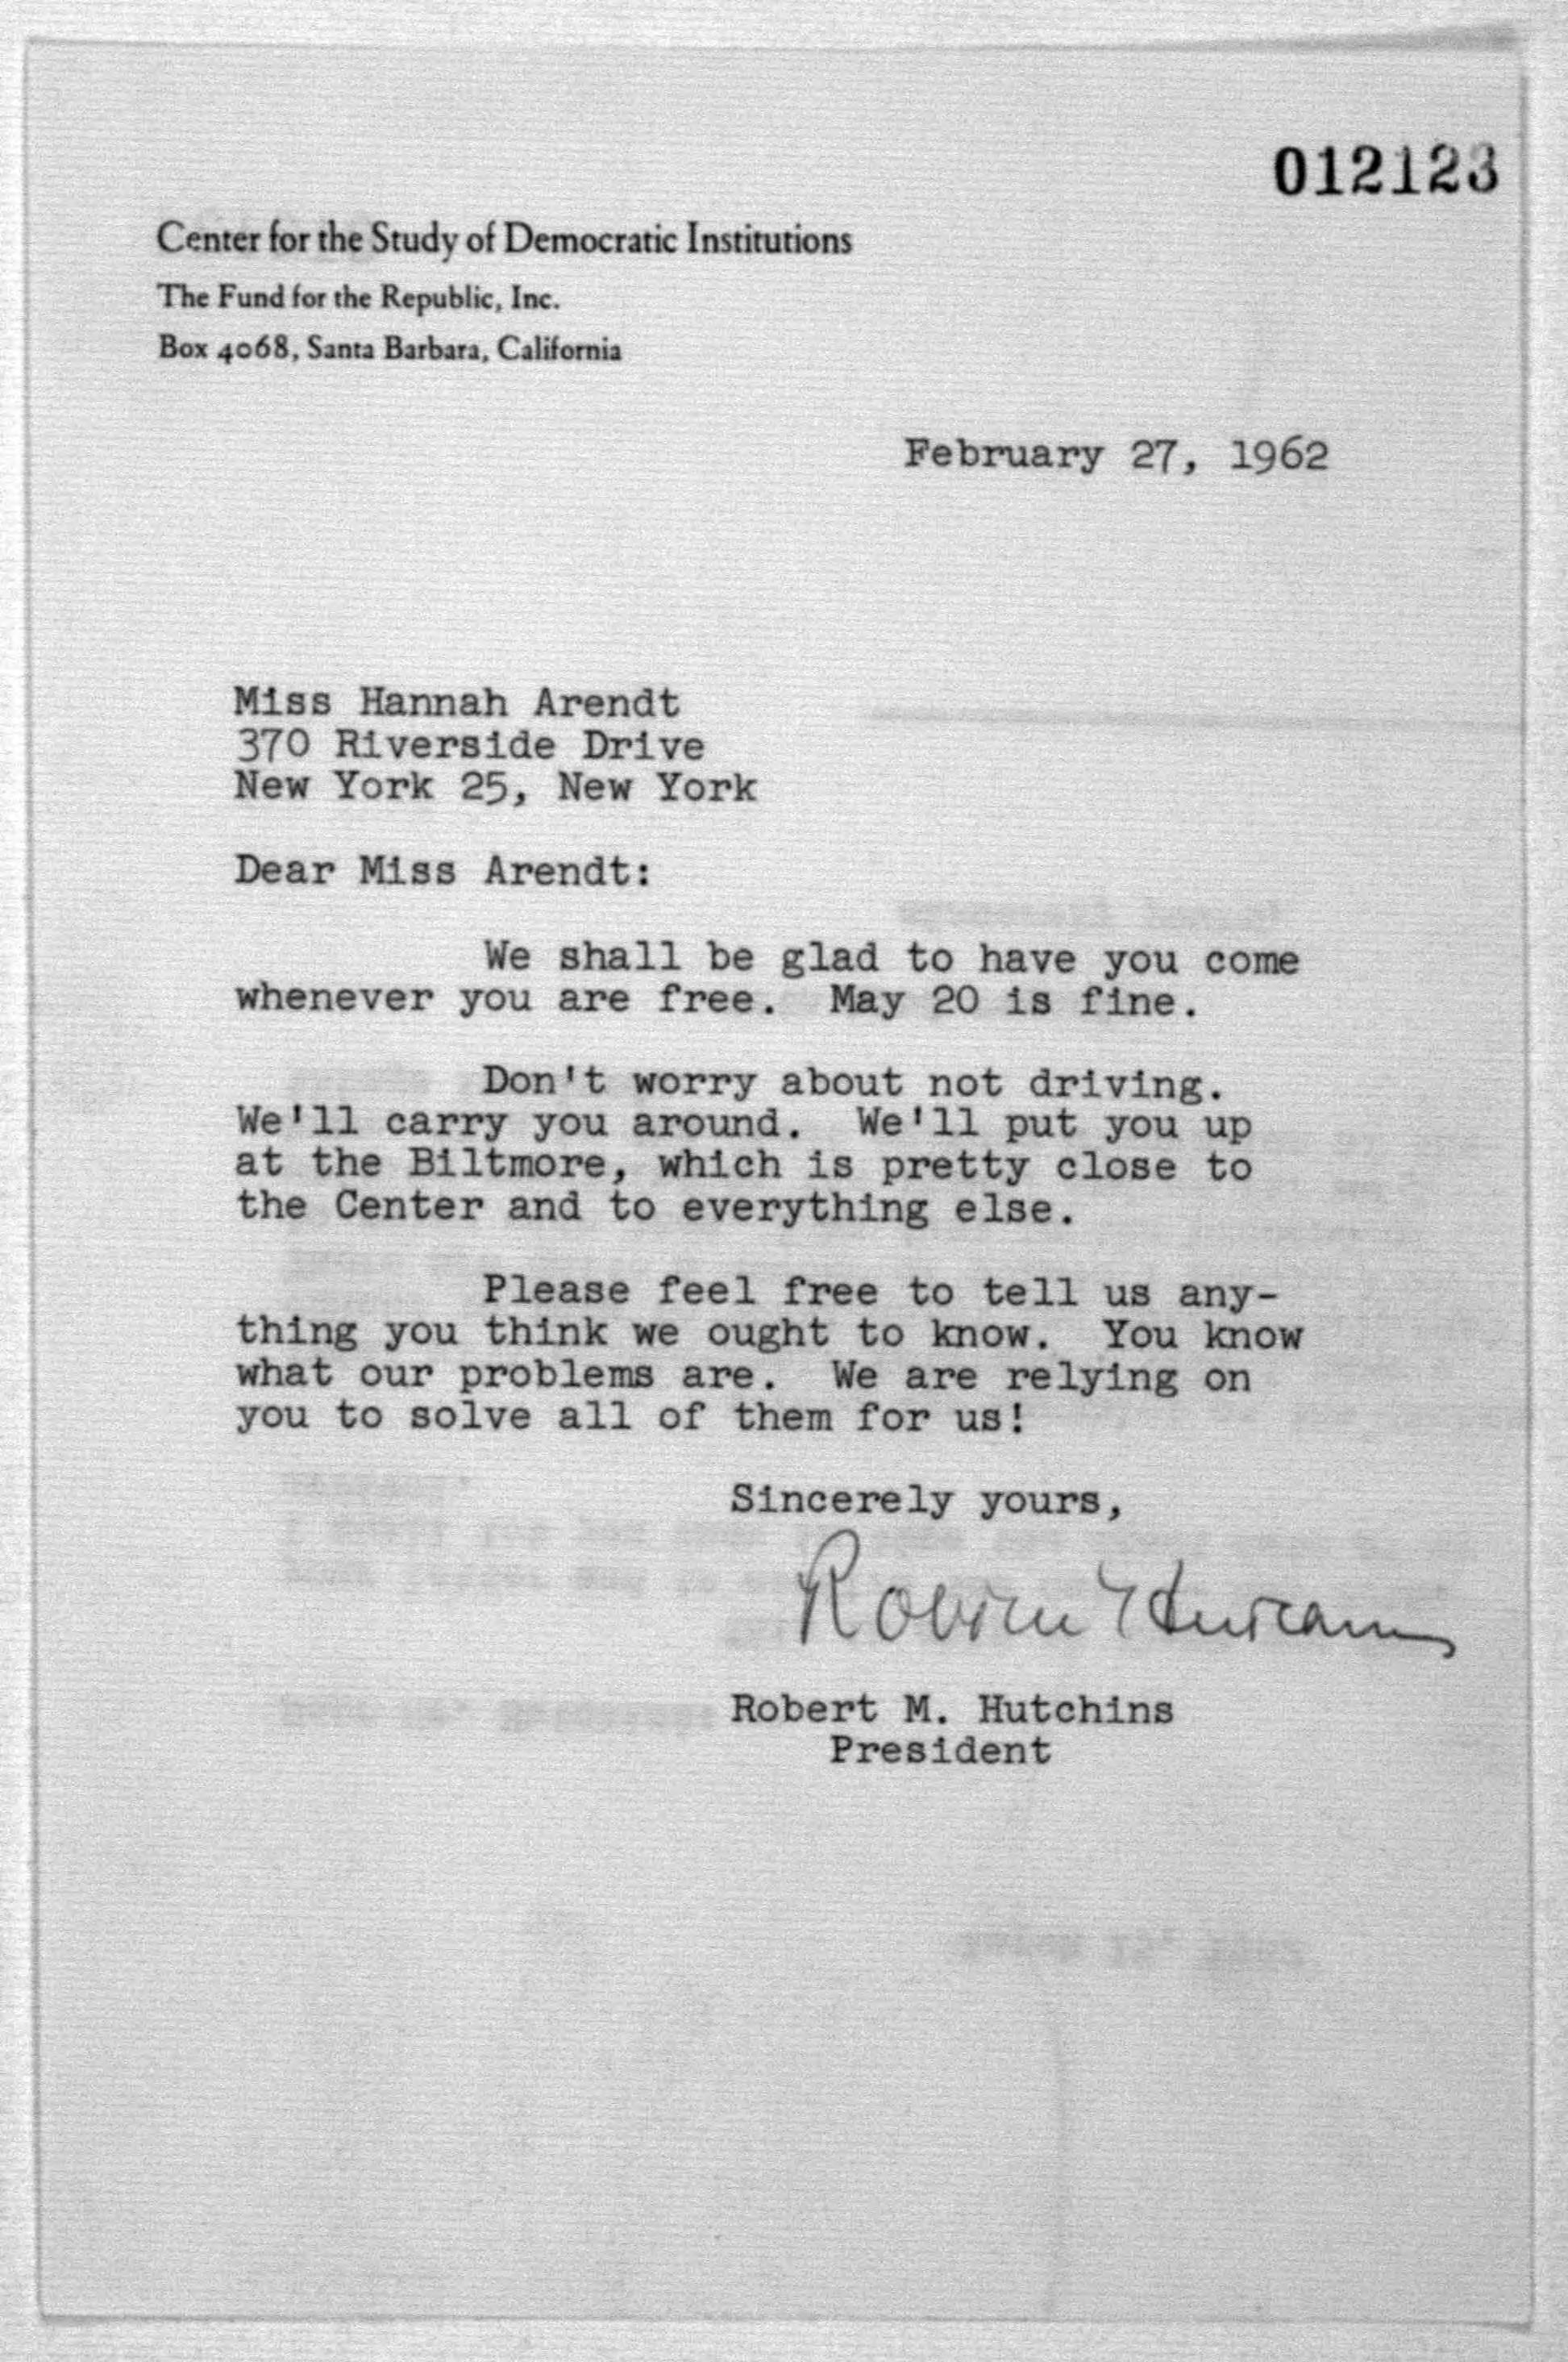 012123
Center for the Study of Democratic Institutions
The Fund for the Republic, Inc.
Box 4068, Santa Barbara, California
February 27, 1962
Miss Hannah Arendt
370 Riverside Drive
New York 25, New York
Dear Miss Arendt:
We shall be glad to have you come
whenever you are free. May 20 is fine.
Don't worry about not driving.
We'll carry you around. We'll put you up
at the Biltmore, which is pretty close to
the Center and to everything else.
Please feel free to tell us any-
thing you think we ought to know. You know
what our problems are. We are relying on
you to solve all of them for us!
Sincerely yours,
Robert Hutchins
Robert M. Hutchins
President